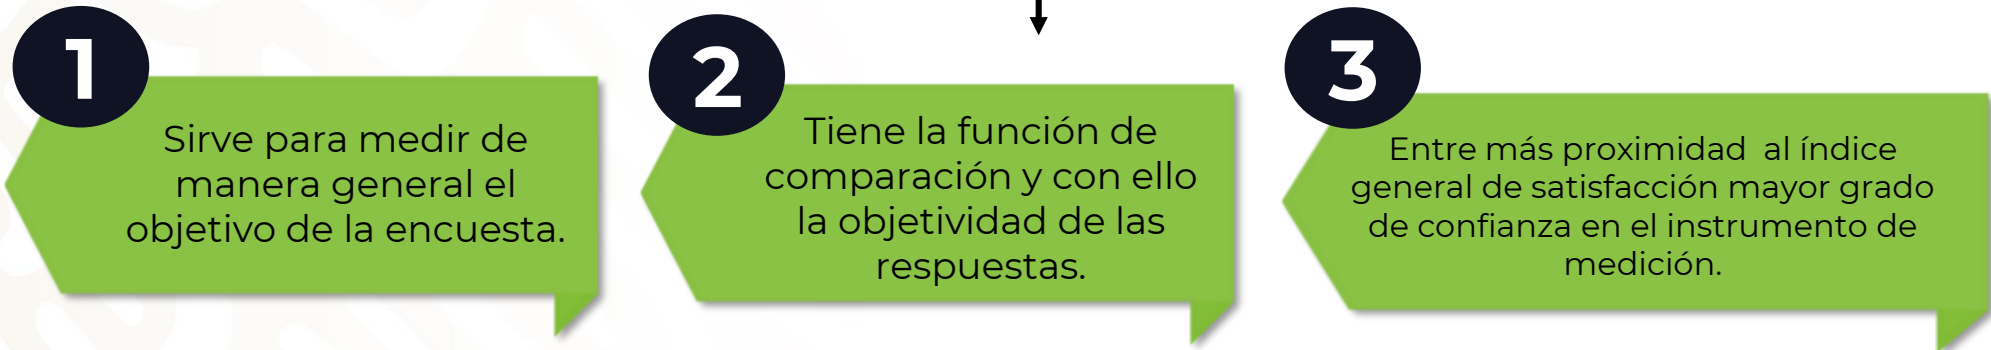 1
Sirve para medir de
manera general el
objetivo de la encuesta.
2
Tiene la función de
comparación y con ello
la objetividad de las
respuestas.
3
Entre más proximidad  al índice
general de satisfacción mayor grado
de confianza en el instrumento de
medición.